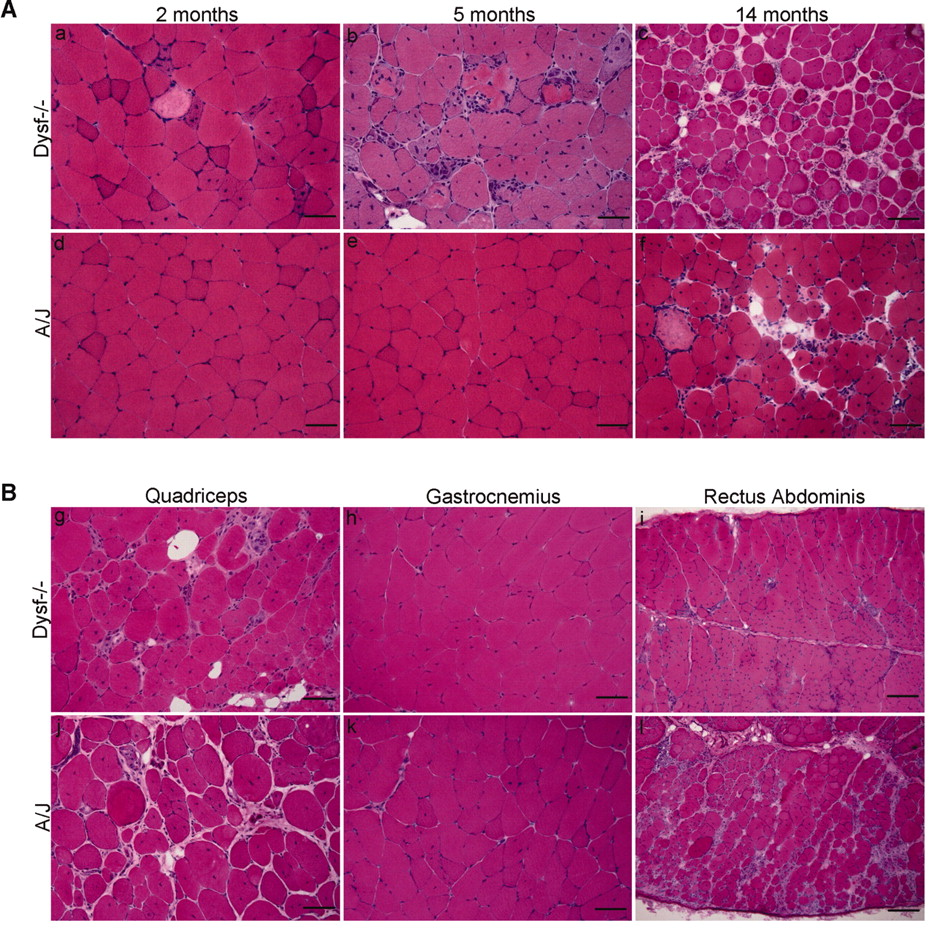 A
2 months 5 months 14 months
Dysf-/-
a b c
A/J
d e f
B
Quadriceps Gastrocnemius Rectus Abdominis
Dysf-/-
g h i
A/J
j k l